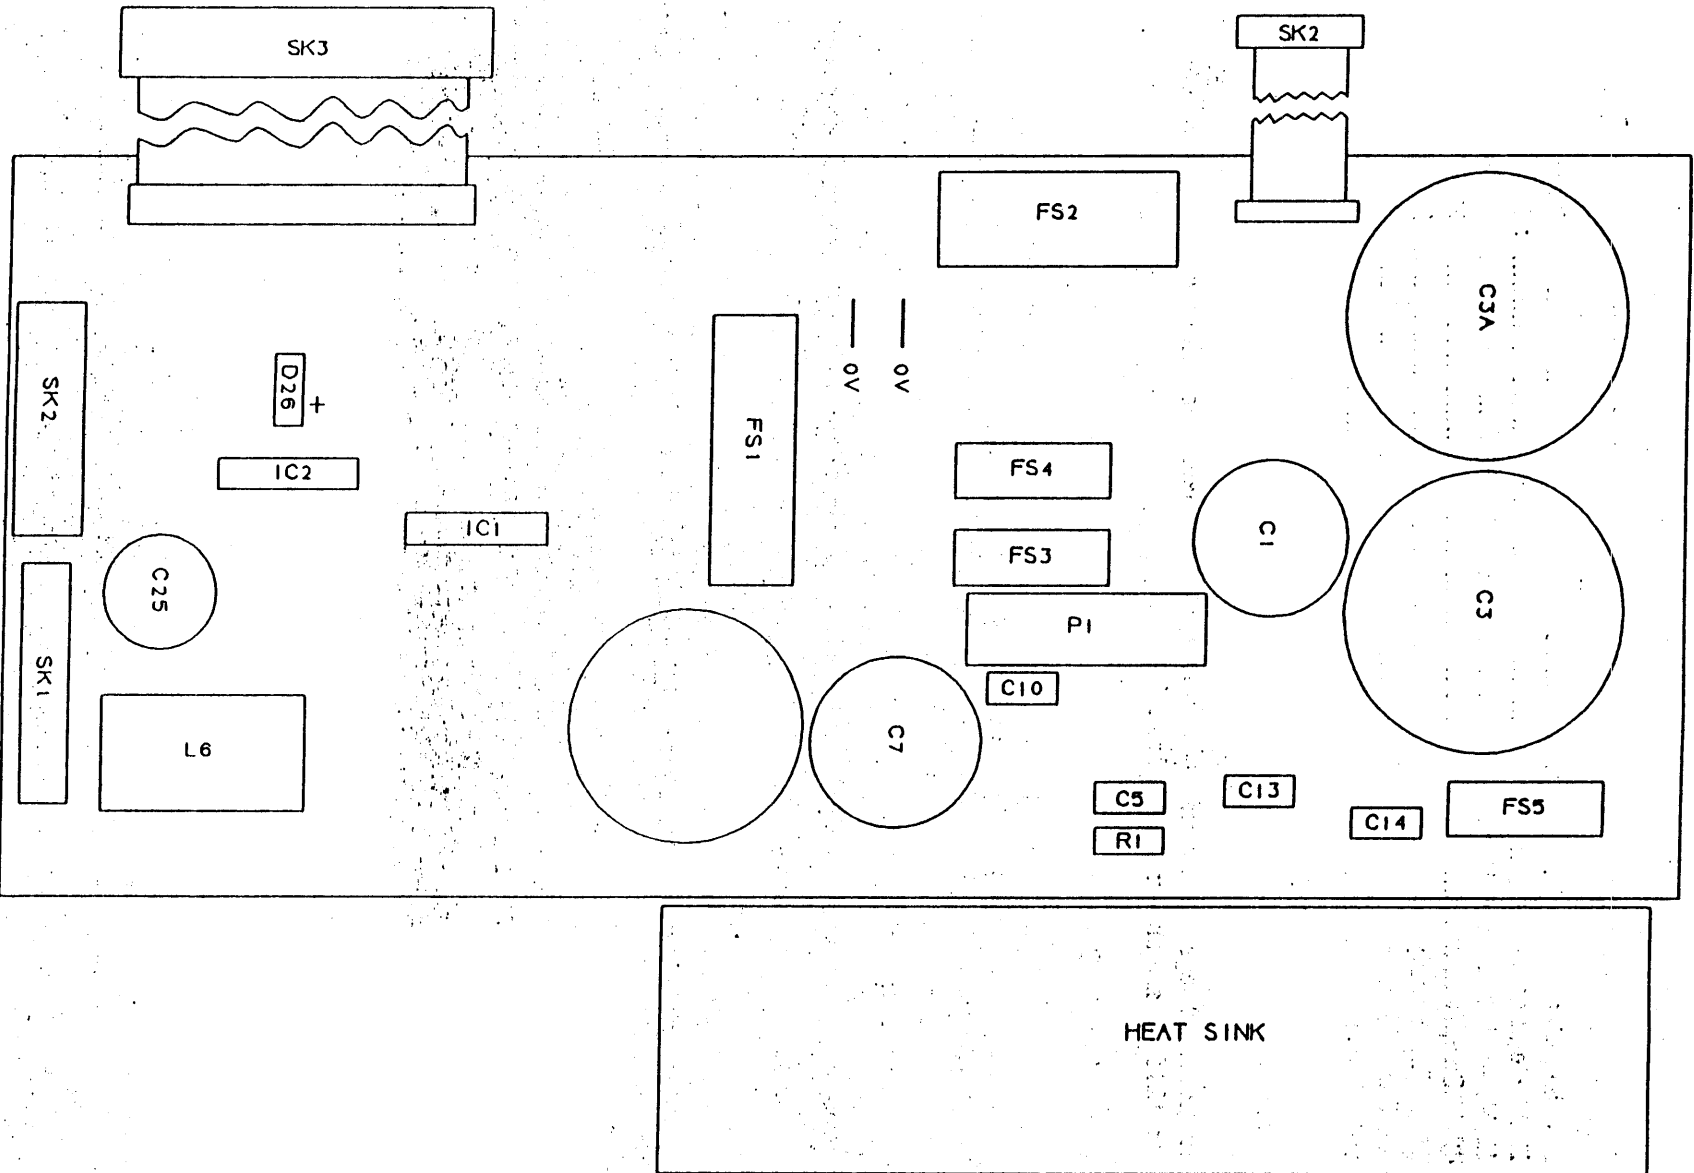 SK3
SK2
FS2
C3A
SK2
D26
+
0V
0V
FS1
IC2
FS4
IC1
FS3
C1
C25
C3
P1
SK1
C10
L6
C7
C5
C13
FS5
C14
R1
HEAT SINK